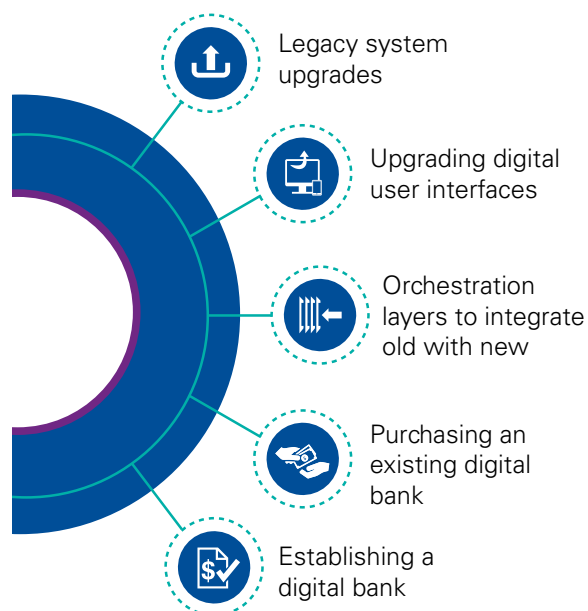 Legacy system
upgrades
Upgrading digital
user interfaces
Orchestration
layers to integrate
old with new
Purchasing an
existing digital
bank
$
Establishing a
digital bank